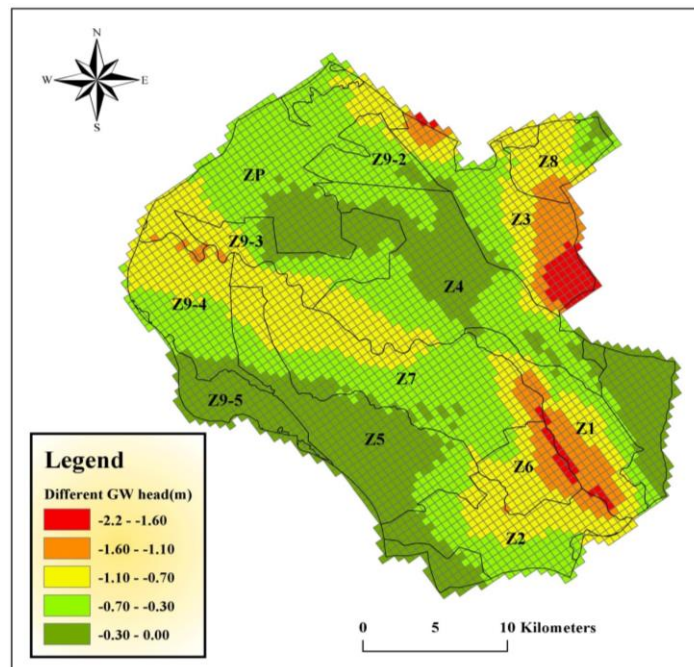 N
W E
S
Z9-2
Z8
ZP
Z3
Z9-3
Z4
Z9-4
Z7
Z9-5
Z5
Z1
Z6
Z2
Legend
Different GW head(m)
-2.2 - -1.60
-1.60 - -1.10
-1.10 - -0.70
-0.70 - -0.30
-0.30 - 0.00
0 5 10 Kilometers